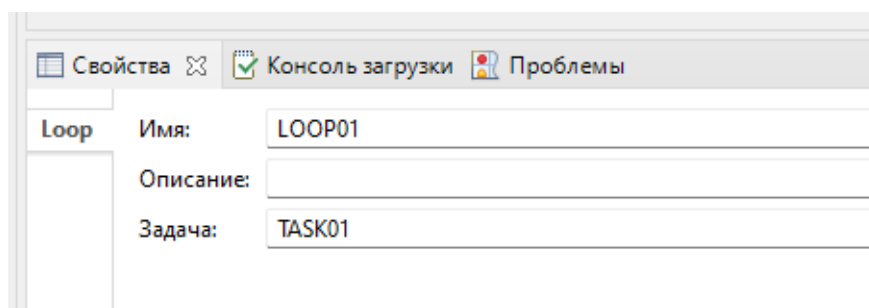 Свойства Консоль загрузки Проблемы
Loop Имя: LOOP01
Описание:
Задача: TASK01